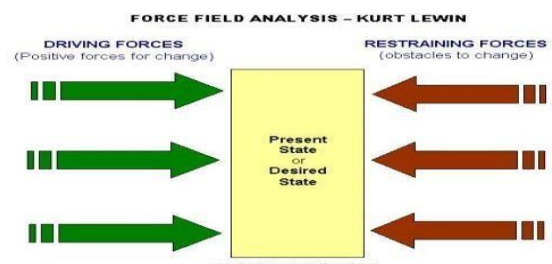 FORCE FIELD ANALYSIS – KURT LEWIN
DRIVING FORCES
(Positive forces for change)
RESTRAINING FORCES
(obstacles to change)
Present
State
or
Desired
State